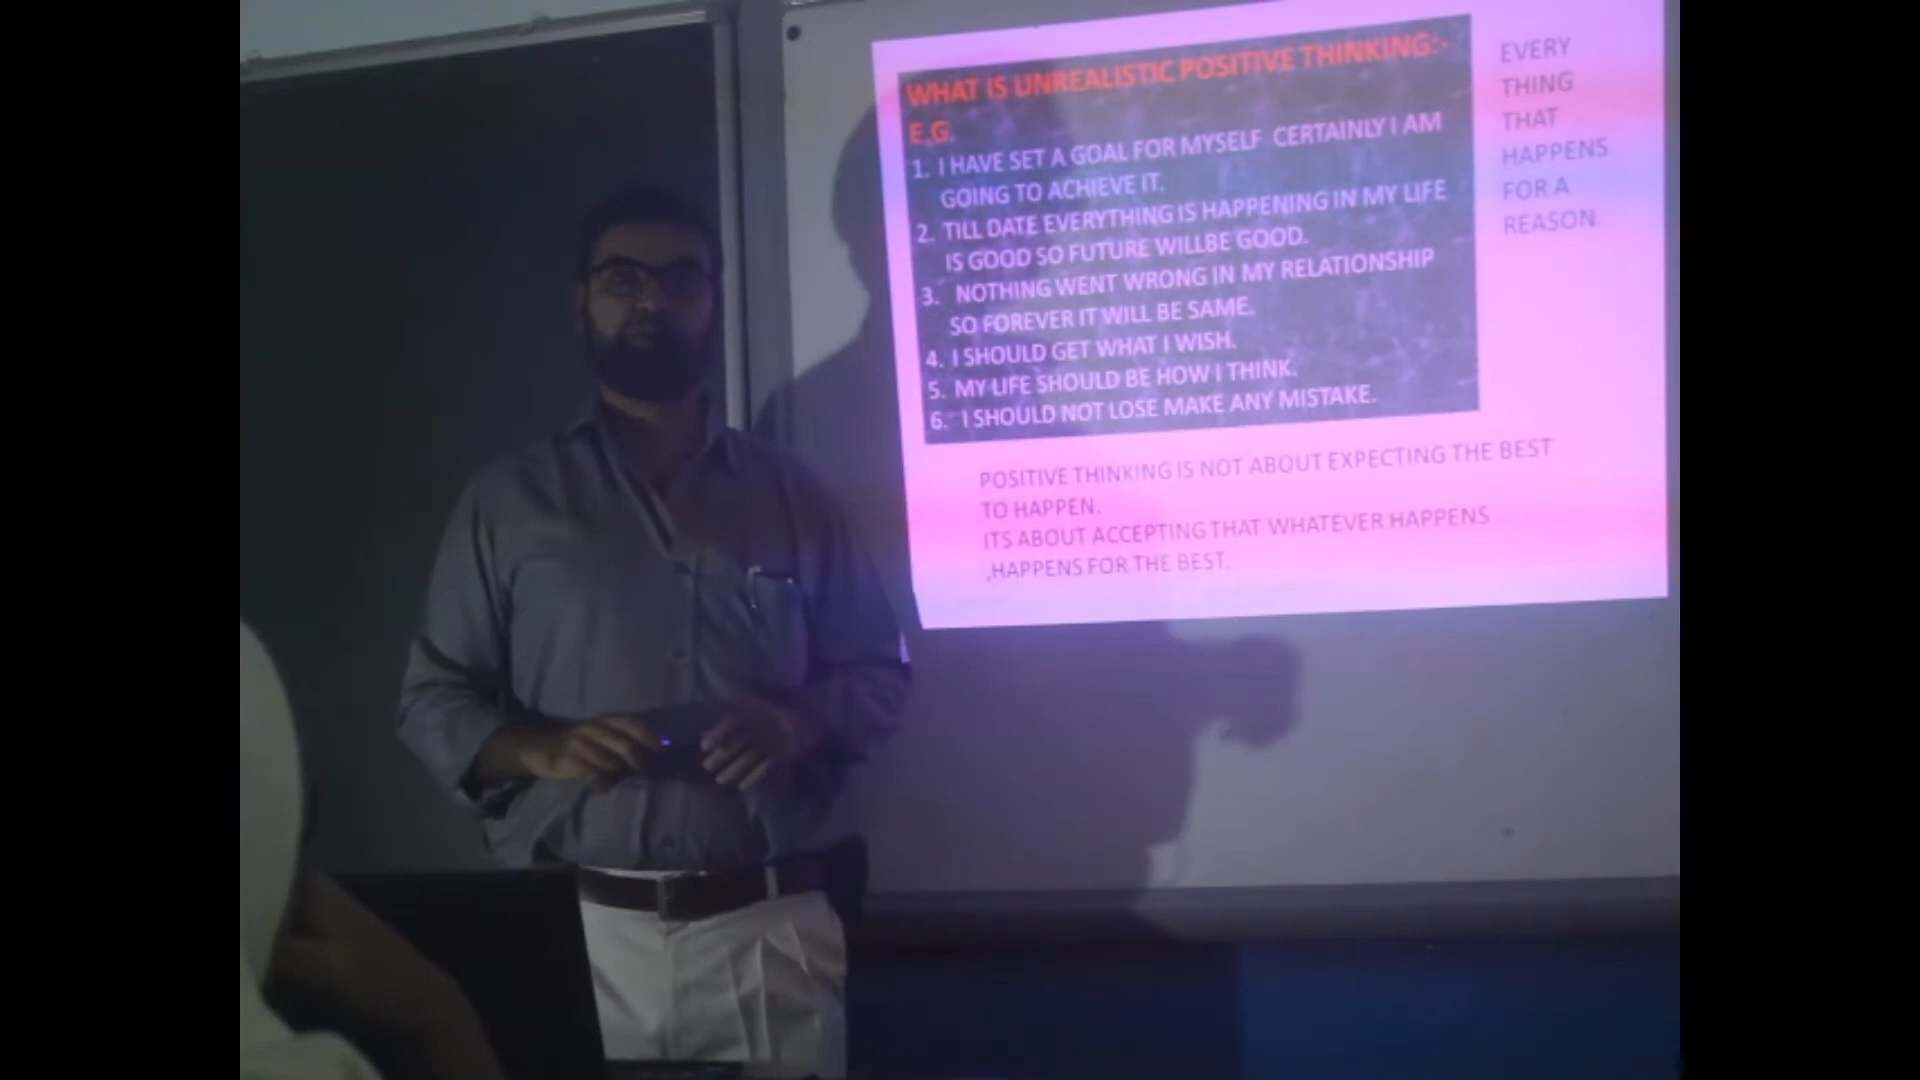 WHAT IS UNREALISTIC POSITIVE THINKING:-
E.G.
1. I HAVE SET A GOAL FOR MYSELF CERTAINLY I AM
GOING TO ACHIEVE IT.
2. TILL DATE EVERYTHING IS HAPPENING IN MY LIFE
IS GOOD SO FUTURE WILLBE GOOD.
3. NOTHING WENT WRONG IN MY RELATIONSHIP
SO FOREVER IT WILL BE SAME.
4. I SHOULD GET WHAT I WISH.
5. MY LIFE SHOULD BE HOW I THINK.
6. I SHOULD NOT LOSE MAKE ANY MISTAKE.
EVERY
THING
THAT
HAPPENS
FOR A
REASON
POSITIVE THINKING IS NOT ABOUT EXPECTING THE BEST
TO HAPPEN.
ITS ABOUT ACCEPTING THAT WHATEVER HAPPENS
,HAPPENS FOR THE BEST.